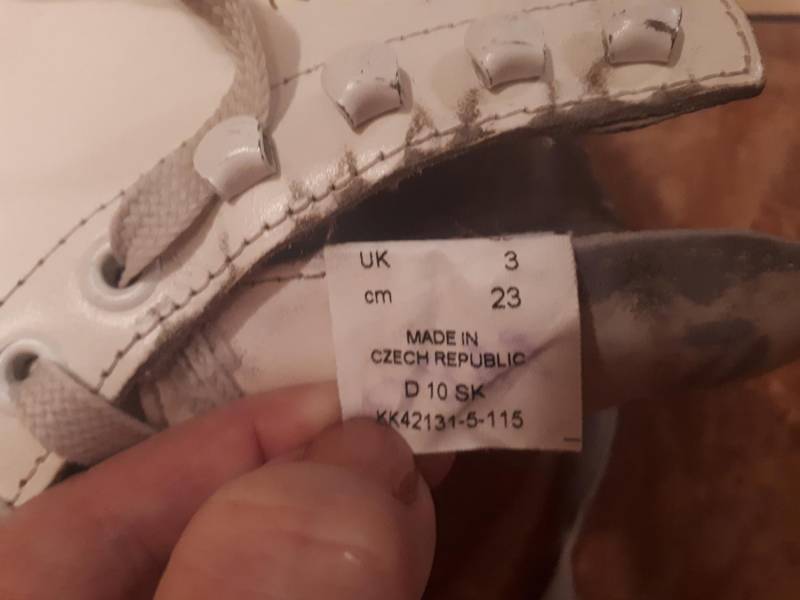 UK 3
cm 23
MADE IN
CZECH REPUBLIC
D 10 SK
KK42131-5-115